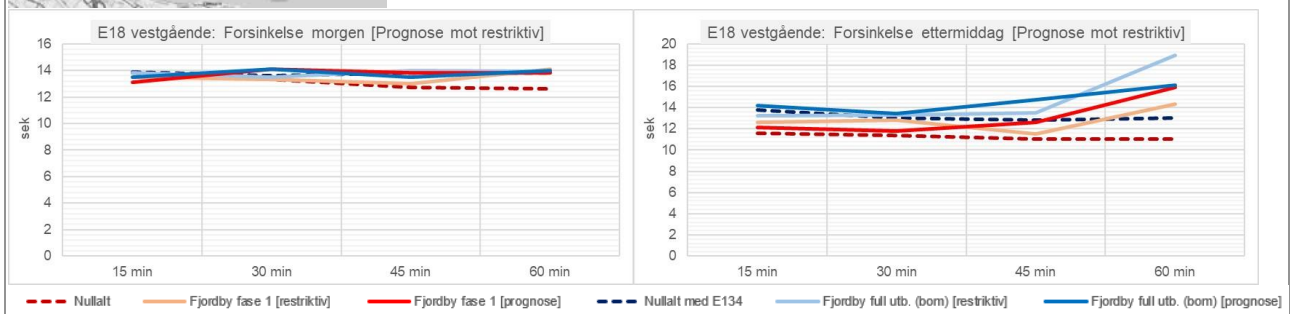 E18 vestgående: Forsinkelse morgen [Prognose mot restriktiv]
16
14
12
10
8
6
4
2
0
sek
15 min 30 min 45 min 60 min
E18 vestgående: Forsinkelse ettermiddag [Prognose mot restriktiv]
20
18
16
14
12
10
8
6
4
2
0
sek
15 min 30 min 45 min 60 min
Nullalt Fjordby fase 1 [restriktiv] Fjordby fase 1 [prognose] Nullalt med E134 Fjordby full utb. (bom) [restriktiv] Fjordby full utb. (bom) [prognose]